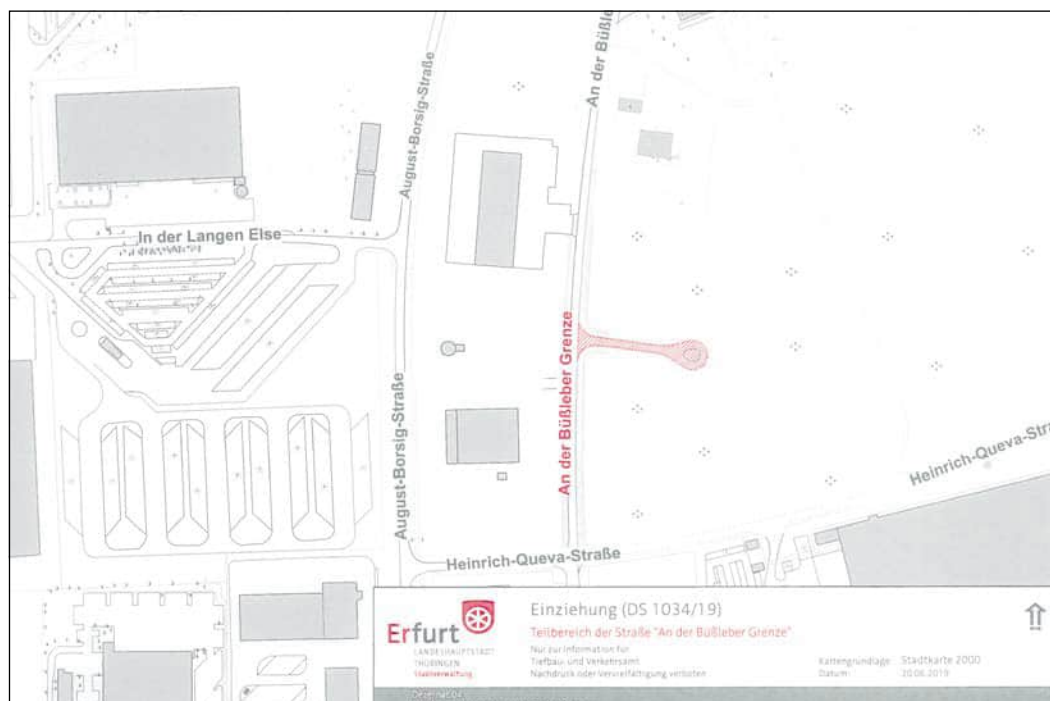 An der Büßle
August-Borsig-Straße
In der Langen Else
An der Büßleber Grenze
August-Borsig-Straße
Heinrich-Queva-Stra
Heinrich-Queva-Straße
Erfurt
LANDESHAUPTSTADT
THÜRINGEN
Stadtverwaltung
Einziehung (DS 1034/19)
Teilbereich der Straße "An der Büßleber Grenze"
Nur zur Information für
Tiefbau- und Verkehrsamt
Nachdruck oder Vervielfältigung verboten
Kartengrundlage: Stadtkarte 2000
Datum: 20.06.2019